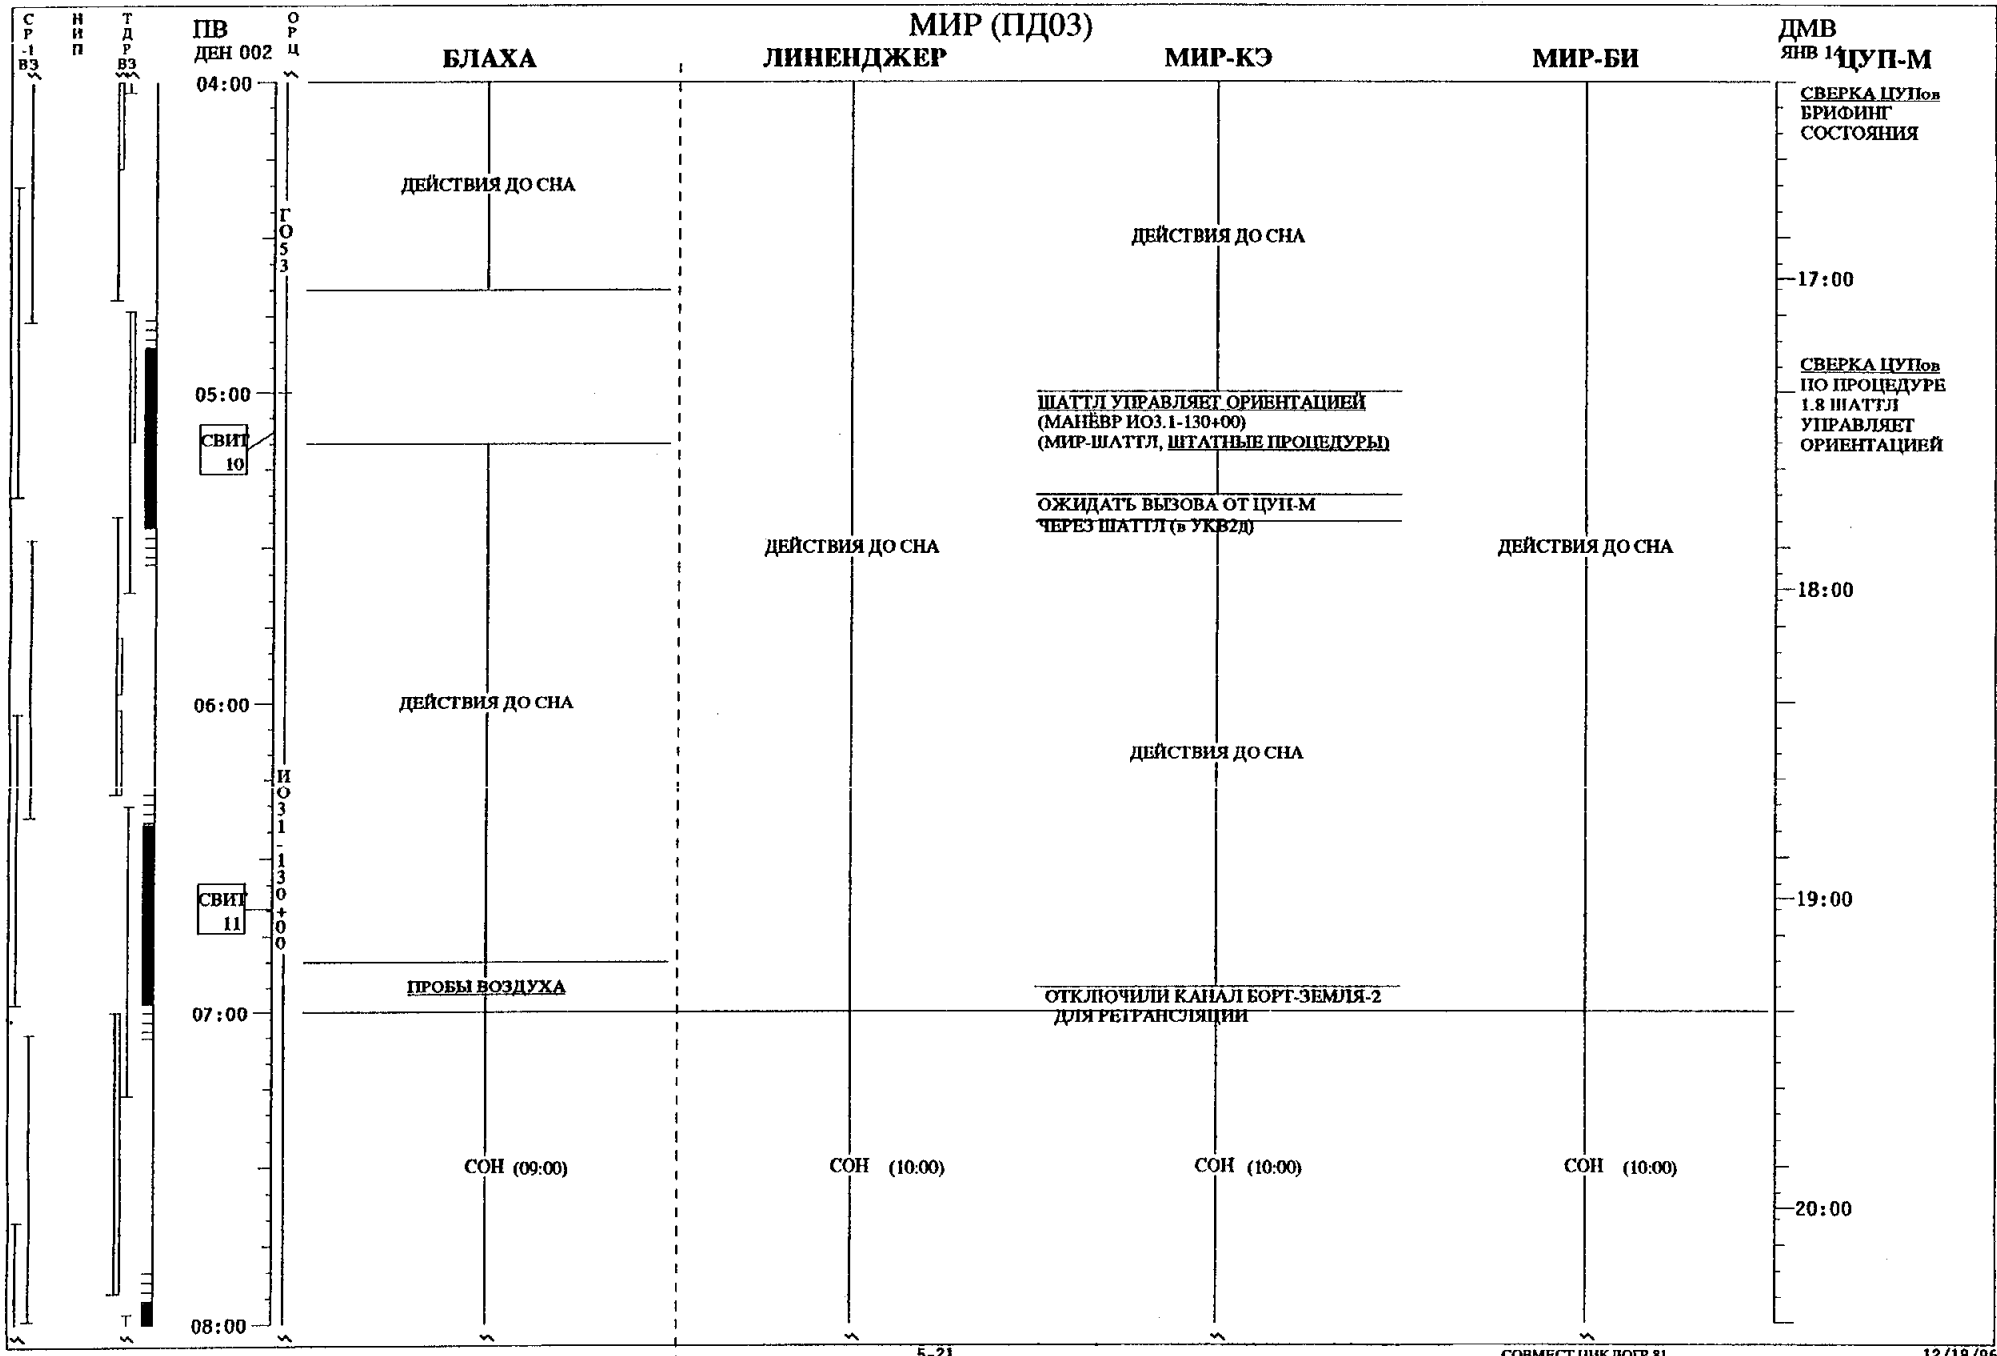 МИР (ПД03)
С Р -1 ВЗ
Н И П
Т Д Р ВЗ
ПВ
ДЕН 002
О Р Ц
БЛАХА
ЛИНЕНДЖЕР
МИР-КЭ
МИР-БИ
ДМВ
ЯНВ 14
ЦУП-М
04:00
СВЕРКА ЦУПов
БРИФИНГ
СОСТОЯНИЯ
ДЕЙСТВИЯ ДО СНА
Г О 5 3
ДЕЙСТВИЯ ДО СНА
17:00
СВЕРКА ЦУПов
ПО ПРОЦЕДУРЕ
1.8 ШАТТЛ
УПРАВЛЯЕТ
ОРИЕНТАЦИЕЙ
05:00
ШАТТЛ УПРАВЛЯЕТ ОРИЕНТАЦИЕЙ
(МАНЁВР ИО3.1-130+00)
(МИР-ШАТТЛ, ШТАТНЫЕ ПРОЦЕДУРЫ)
СВИТ
10
ОЖИДАТЬ ВЫЗОВА ОТ ЦУП-М
ЧЕРЕЗ ШАТТЛ (в УКВ2д)
ДЕЙСТВИЯ ДО СНА
ДЕЙСТВИЯ ДО СНА
18:00
06:00
ДЕЙСТВИЯ ДО СНА
ДЕЙСТВИЯ ДО СНА
И О 3 1 - 1 3 0 + 0 0
СВИТ
11
19:00
ПРОБЫ ВОЗДУХА
ОТКЛЮЧИЛИ КАНАЛ БОРТ-ЗЕМЛЯ-2
ДЛЯ РЕТРАНСЛЯЦИИ
07:00
СОН (09:00)
СОН (10:00)
СОН (10:00)
СОН (10:00)
20:00
08:00
5-21
12/19/96